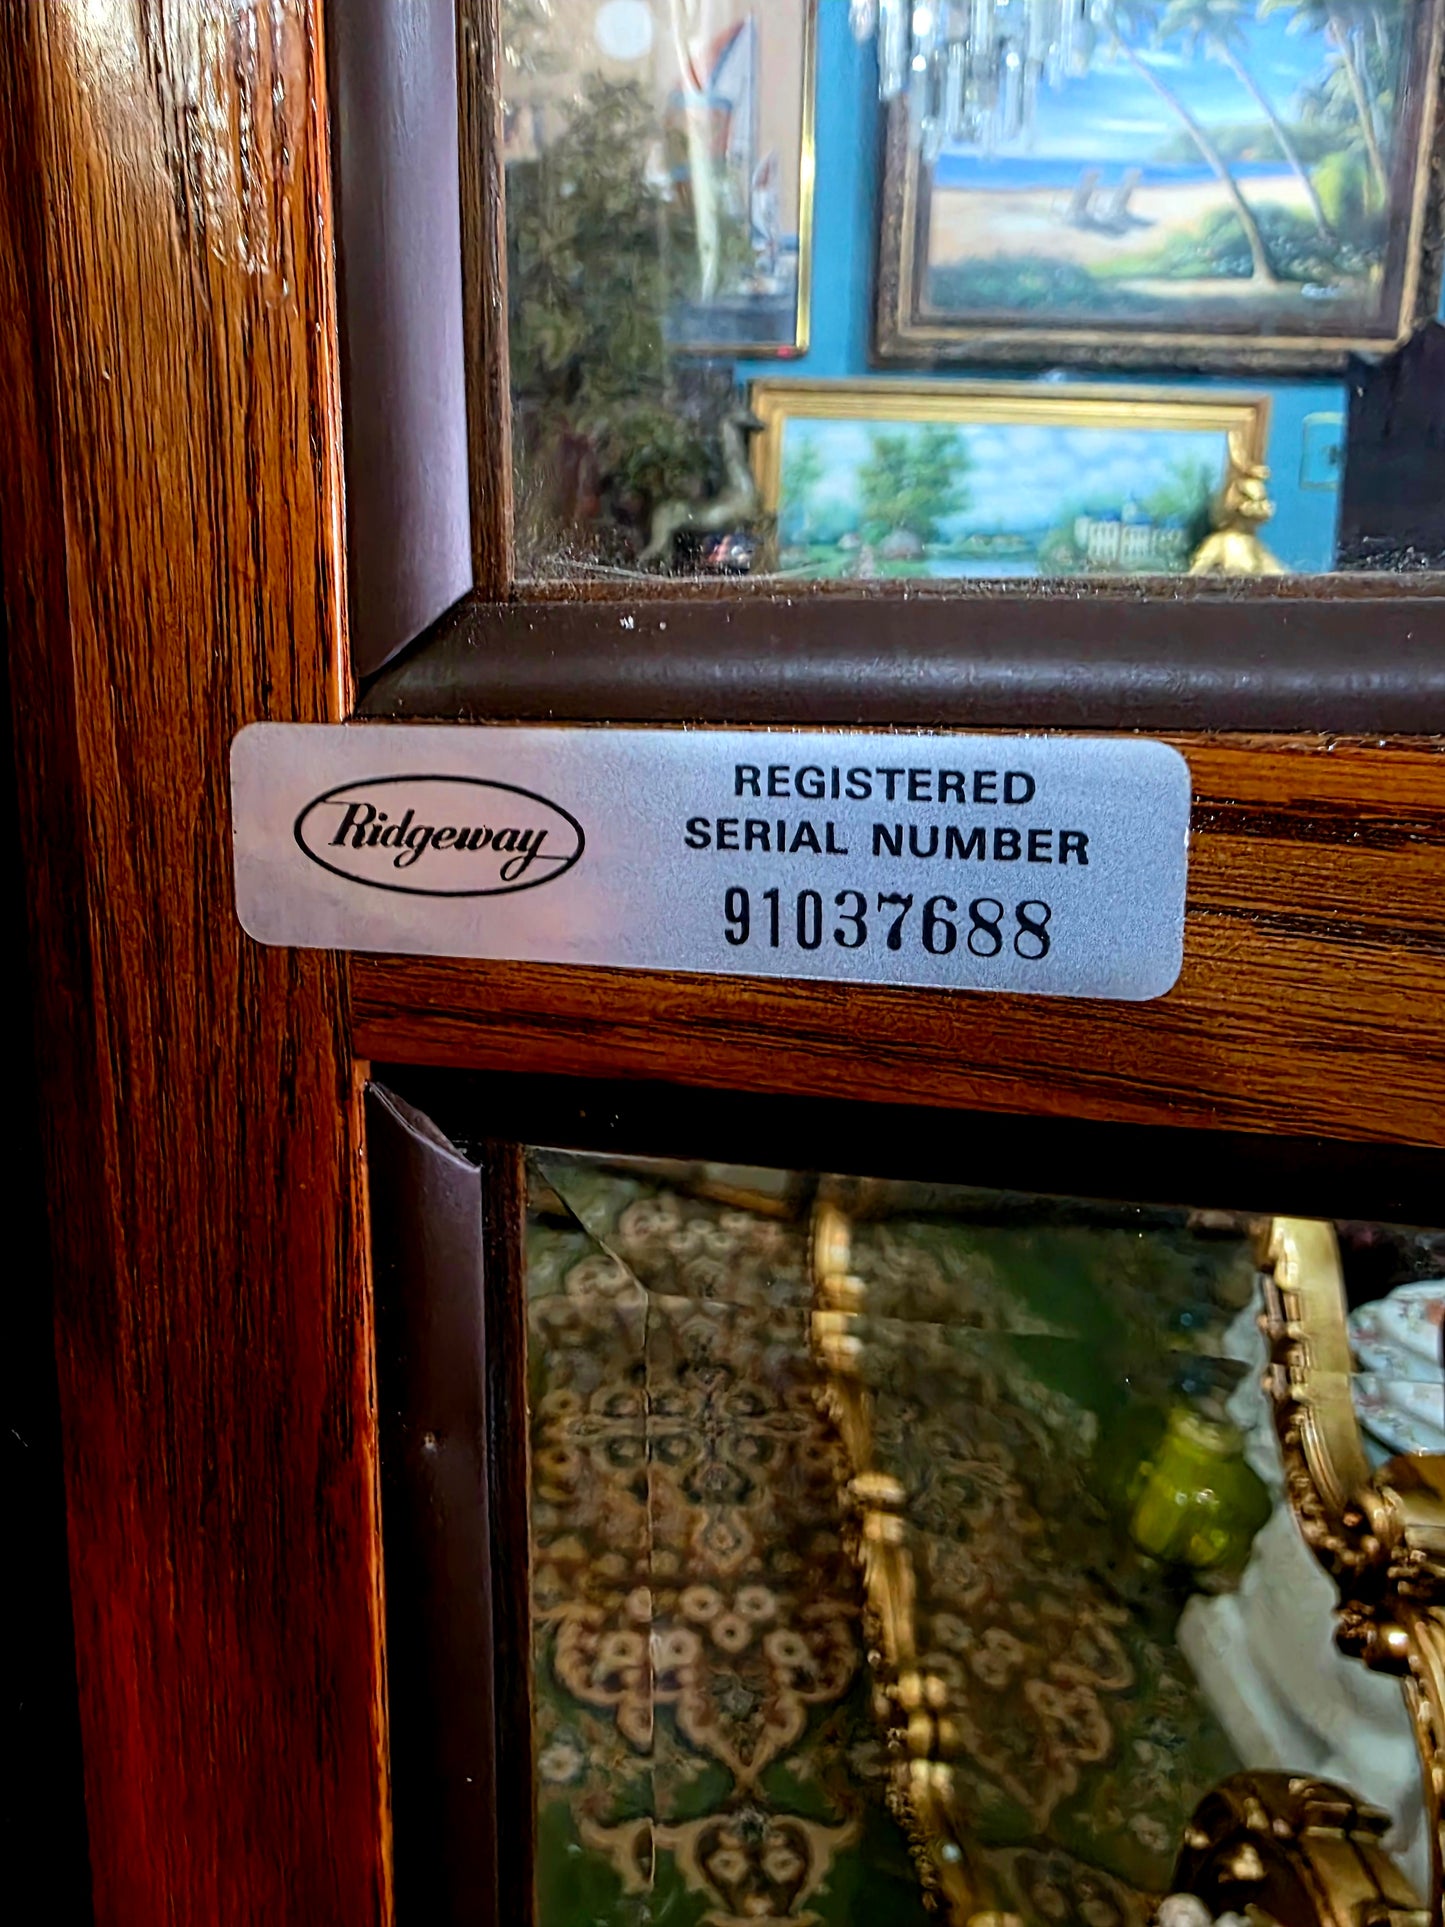 Ridgeway
REGISTERED
SERIAL NUMBER
91037688